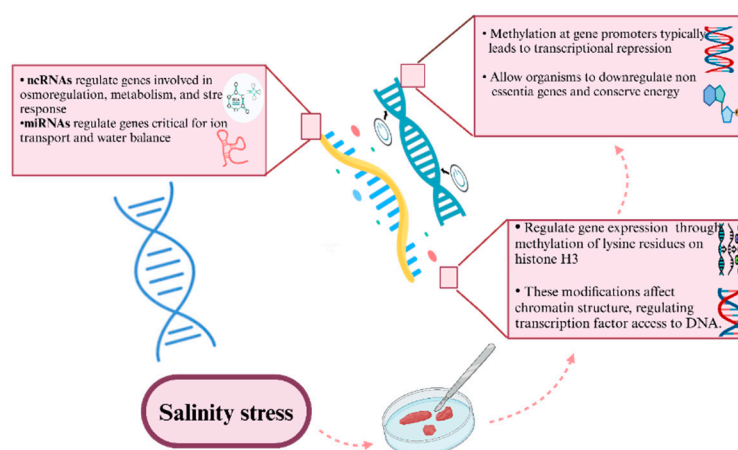 • ncRNAs regulate genes involved in
osmoregulation, metabolism, and stre
response
•miRNAs regulate genes critical for ion
transport and water balance
• Methylation at gene promoters typically
leads to transcriptional repression
• Allow organisms to downregulate non
essentia genes and conserve energy
• Regulate gene expression through
methylation of lysine residues on
histone H3
• These modifications affect
chromatin structure, regulating
transcription factor access to DNA.
Salinity stress